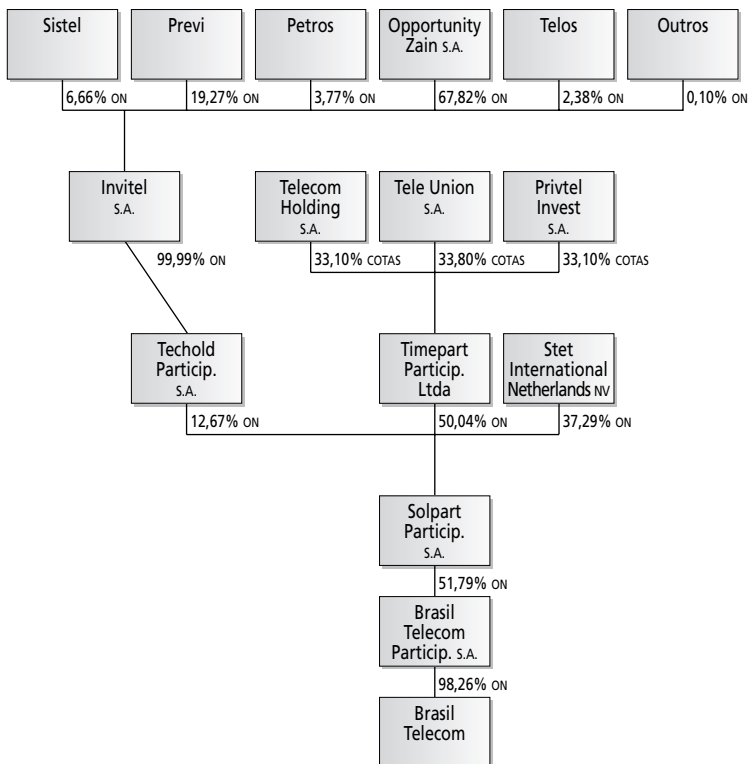 Sistel
Previ
Petros
Opportunity
Zain S.A.
Telos
Outros
6,66% ON
19,27% ON
3,77% ON
67,82% ON
2,38% ON
0,10% ON
Invitel
S.A.
Telecom
Holding
S.A.
Tele Union
S.A.
Privtel
Invest
S.A.
99,99% ON
33,10% COTAS
33,80% COTAS
33,10% COTAS
Techold
Particip.
S.A.
Timepart
Particip.
Ltda
Stet
International
Netherlands NV
12,67% ON
50,04% ON
37,29% ON
Solpart
Particip.
S.A.
51,79% ON
Brasil
Telecom
Particip. S.A.
98,26% ON
Brasil
Telecom